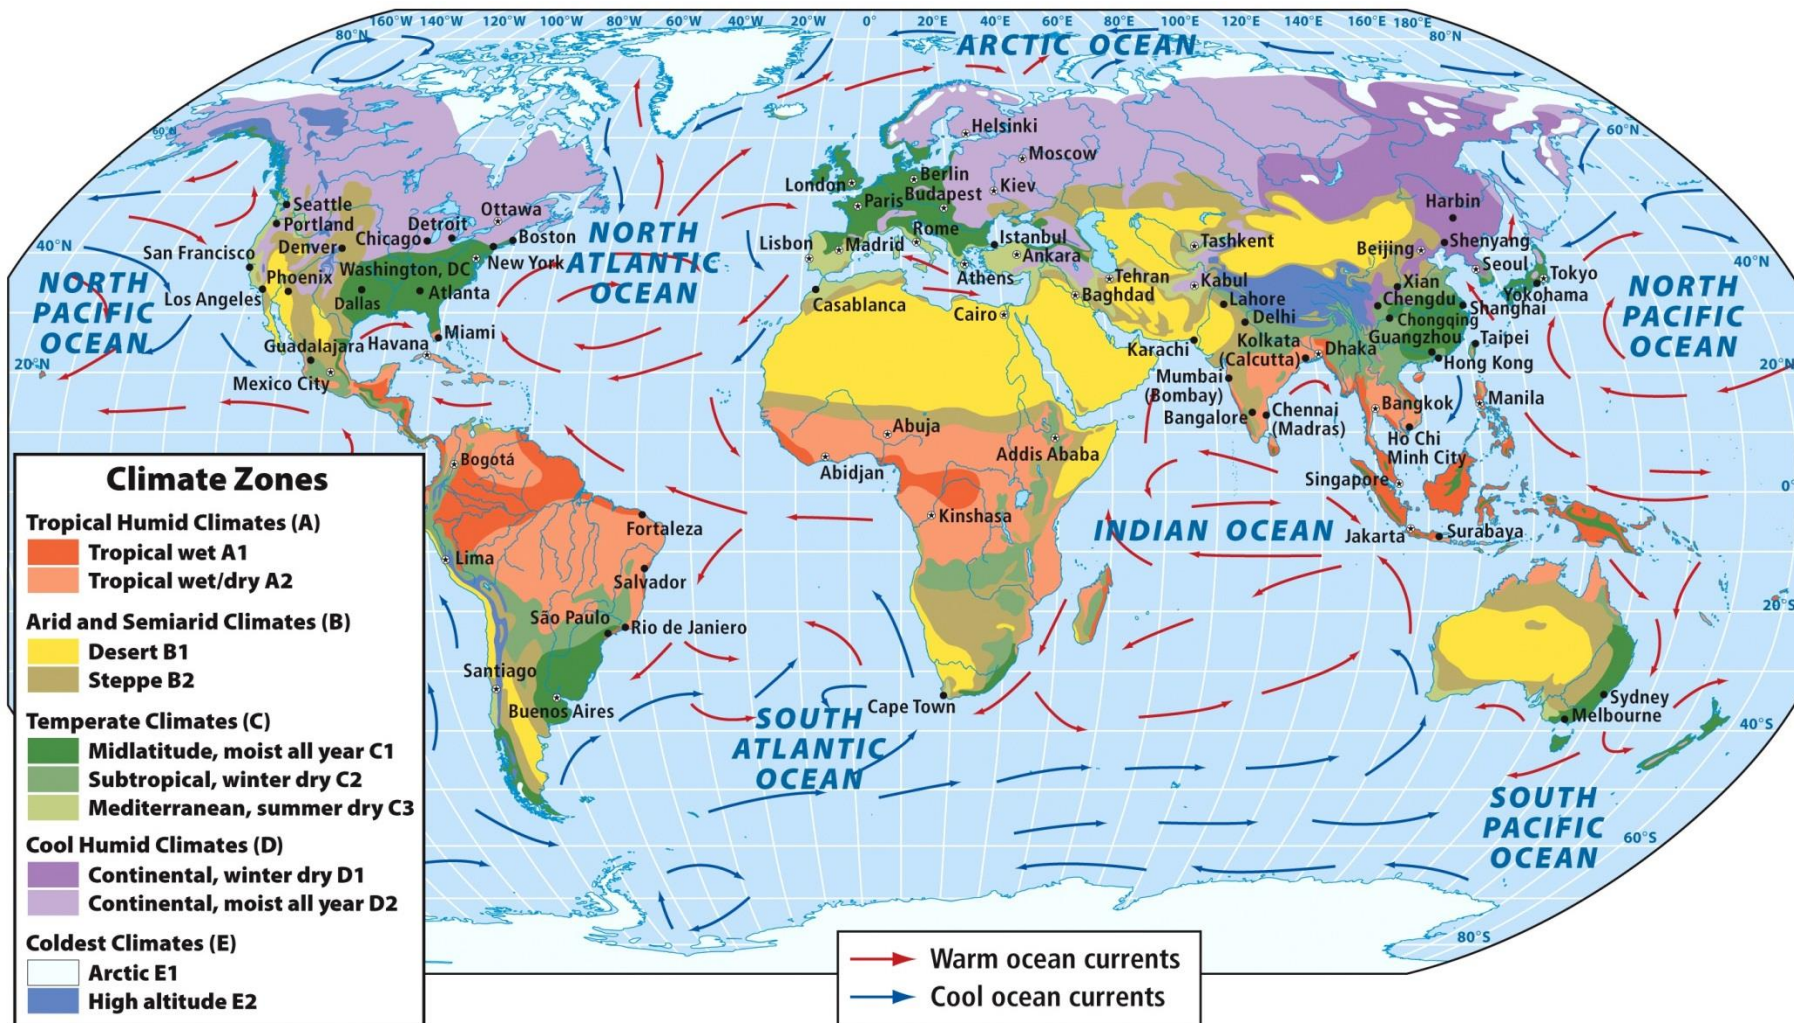 160°W 140°W 120°W 100°W 80°W 60°W 40°W 20°W 0° 20°E 40°E 60°E 80°E 100°E 120°E 140°E 160°E 180°E
80°N
80°N
ARCTIC OCEAN
60°N
60°N
Helsinki
Moscow
London
Berlin
Budapest
Kiev
Paris
Seattle
Portland
Ottawa
Detroit
Harbin
40°N
San Francisco
Denver
Chicago
Boston
New York
NORTH
ATLANTIC
OCEAN
Lisbon
Madrid
Rome
Istanbul
Ankara
Tashkent
Beijing
Shenyang
Seoul
40°N
Phoenix
Washington, DC
Athens
Tehran
Kabul
Xian
Tokyo
NORTH
PACIFIC
OCEAN
Los Angeles
Dallas
Atlanta
Casablanca
Baghdad
Lahore
Chengdu
Yokohama
Shanghai
NORTH
PACIFIC
OCEAN
Cairo
Delhi
Chongqing
Miami
Guadalajara
Havana
Karachi
Kolkata
(Calcutta)
Dhaka
Guangzhou
Taipei
20°N
Mexico City
Hong Kong
20°N
Mumbai
(Bombay)
Bangalore
Chennai
(Madras)
Bangkok
Manila
Abuja
Addis Ababa
Ho Chi
Minh City
Bogotá
Abidjan
Singapore
0°
Kinshasa
INDIAN OCEAN
Fortaleza
Jakarta
Surabaya
Lima
Salvador
São Paulo
Rio de Janiero
20°S
Santiago
Buenos Aires
Cape Town
Sydney
Melbourne
SOUTH
ATLANTIC
OCEAN
40°S
SOUTH
PACIFIC
OCEAN
60°S
80°S
Climate Zones
Tropical Humid Climates (A)
Tropical wet A1
Tropical wet/dry A2
Arid and Semiarid Climates (B)
Desert B1
Steppe B2
Temperate Climates (C)
Midlatitude, moist all year C1
Subtropical, winter dry C2
Mediterranean, summer dry C3
Cool Humid Climates (D)
Continental, winter dry D1
Continental, moist all year D2
Coldest Climates (E)
Arctic E1
High altitude E2
Warm ocean currents
Cool ocean currents